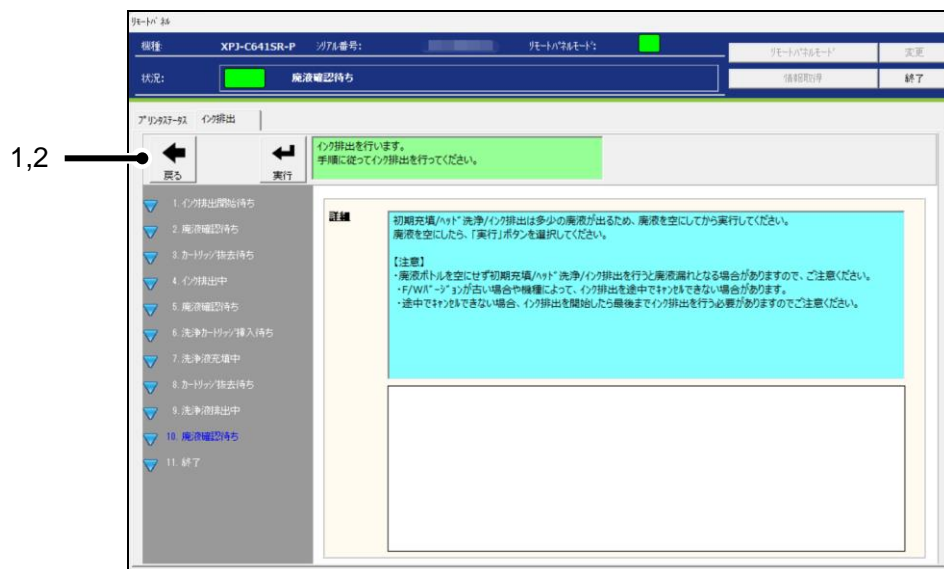 ﾘﾓｰﾄﾊﾟﾈﾙ
機種 XPJ-C641SR-P ｼﾘｱﾙ番号: ﾘﾓｰﾄﾊﾟﾈﾙﾓｰﾄﾞ: ﾘﾓｰﾄﾊﾟﾈﾙﾓｰﾄﾞ 変更
状況: 廃液確認待ち 情報取得 終了
ﾌﾟﾘﾝﾀｽﾃｰﾀｽ ｲﾝｸ排出
1,2
戻る 実行
ｲﾝｸ排出を行います。
手順に従ってｲﾝｸ排出を行ってください。
1. ｲﾝｸ排出開始待ち
2. 廃液確認待ち
3. ｶｰﾄﾘｯｼﾞ抜去待ち
4. ｲﾝｸ排出中
5. 廃液確認待ち
6. 洗浄ｶｰﾄﾘｯｼﾞ挿入待ち
7. 洗浄液充填中
8. ｶｰﾄﾘｯｼﾞ抜去待ち
9. 洗浄液排出中
10. 廃液確認待ち
11. 終了
詳細
初期充填/ﾍｯﾄﾞ洗浄/ｲﾝｸ排出は多少の廃液が出るため、廃液を空にしてから実行してください。
廃液を空にしたら、「実行」ボタンを選択してください。
【注意】
・廃液ボトルを空にせず初期充填/ﾍｯﾄﾞ洗浄/ｲﾝｸ排出を行うと廃液漏れとなる場合がありますので、ご注意ください。
・F/Wﾊﾞｰｼﾞｮﾝが古い場合や機種によって、ｲﾝｸ排出を途中でｷｬﾝｾﾙできない場合があります。
・途中でｷｬﾝｾﾙできない場合、ｲﾝｸ排出を開始したら最後までｲﾝｸ排出を行う必要がありますのでご注意ください。